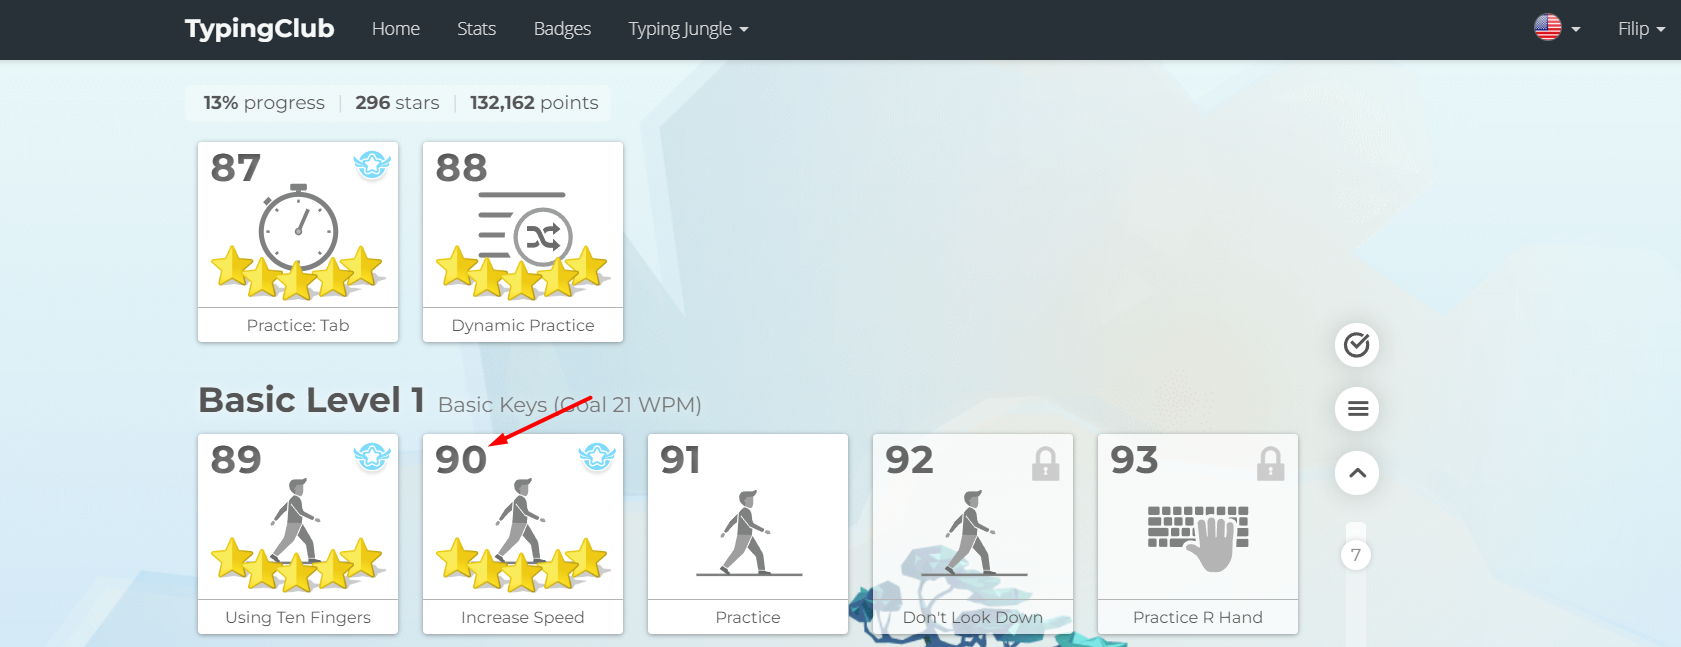 TypingClub Home Stats Badges Typing Jungle Filip
13% progress 296 stars 132,162 points
87 88
Practice: Tab Dynamic Practice
Basic Level 1 Basic Keys (Goal 21 WPM)
89 90 91 92 93
7
Using Ten Fingers Increase Speed Practice Don't Look Down Practice R Hand